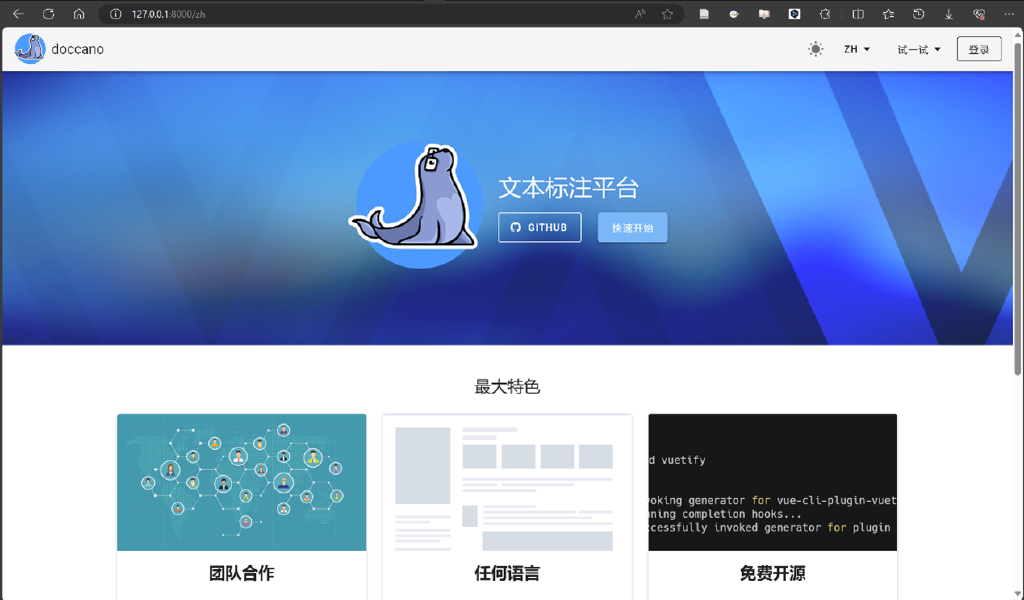 127.0.0.1:8000/zh
doccano
ZH
试一试
登录
文本标注平台
GITHUB
快速开始
最大特色
d vuetify
voking generator for vue-cli-plugin-vuet
ning completion hooks...
ccessfully invoked generator for plugin
团队合作
任何语言
免费开源